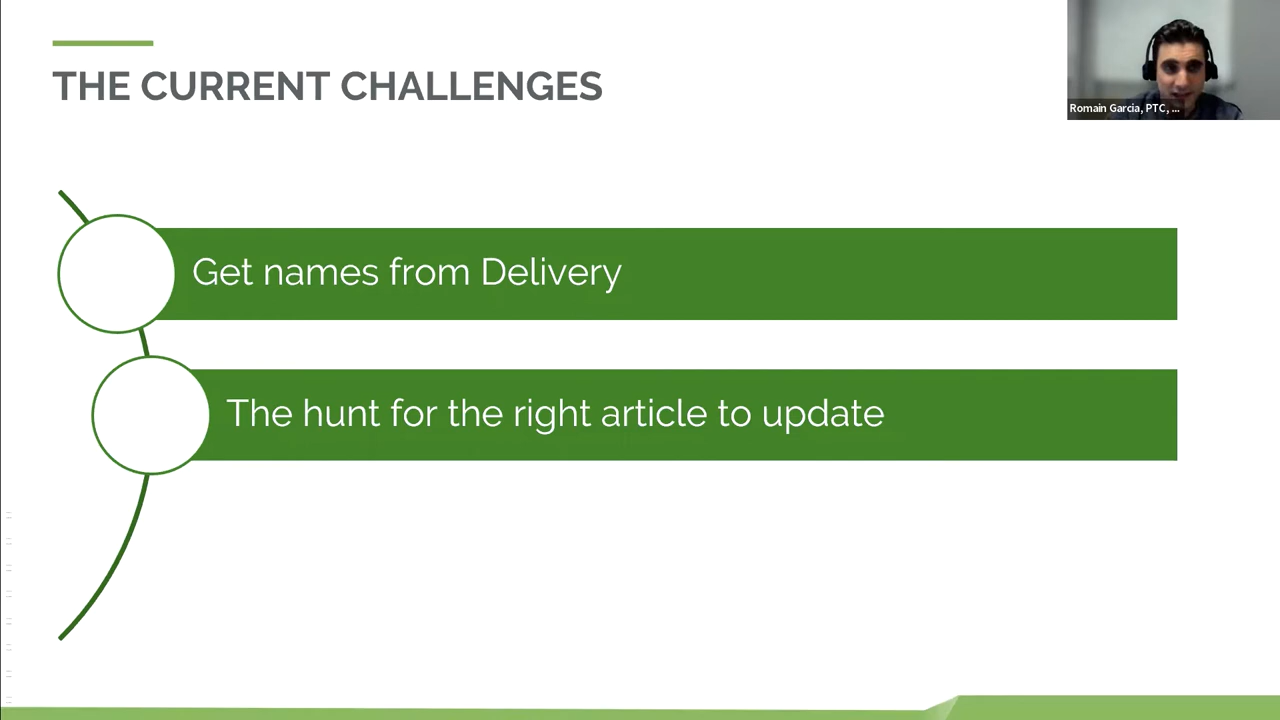 THE CURRENT CHALLENGES
Romain Garcia, PTC, ...
Get names from Delivery
The hunt for the right article to update